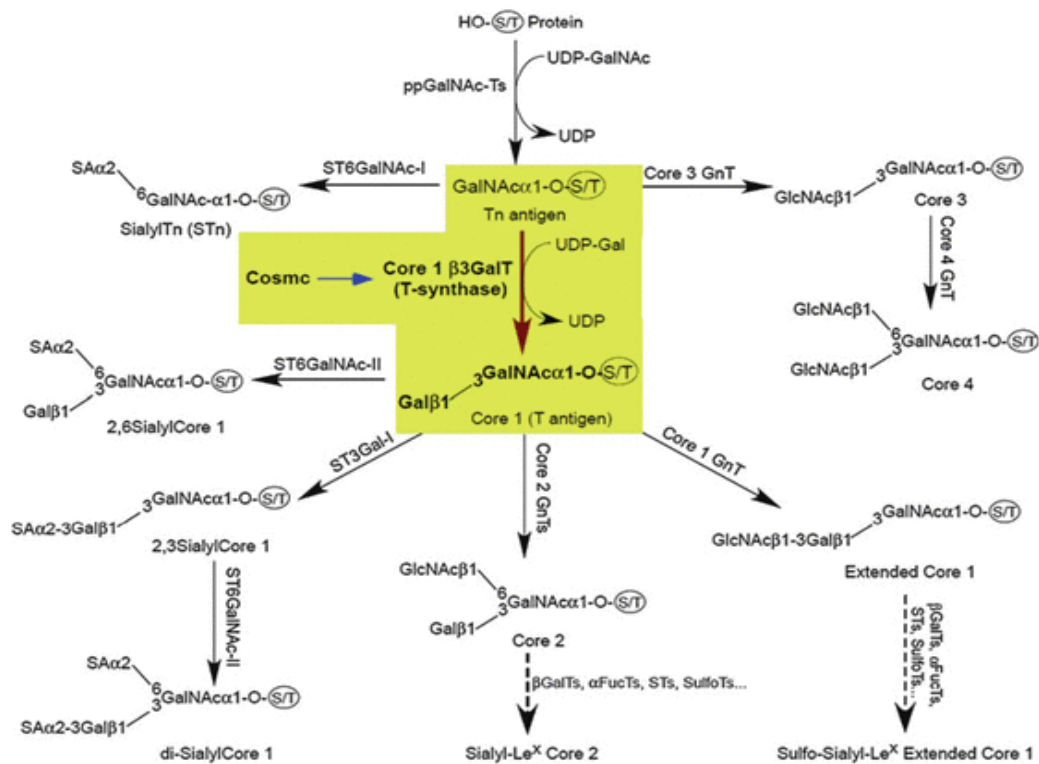 HO-S/T Protein
UDP-GalNAc
ppGalNAc-Ts
UDP
SAα2
6GalNAc-α1-O-S/T
SialylTn (STn)
ST6GalNAc-I
GalNAcα1-O-S/T
Tn antigen
Core 3 GnT
3GalNAcα1-O-S/T
GlcNAcβ1
Core 3
Cosmc
Core 1 β3GalT
(T-synthase)
UDP-Gal
UDP
Core 4 GnT
GlcNAcβ1
6
3GalNAcα1-O-S/T
GlcNAcβ1
Core 4
SAα2
6
3GalNAcα1-O-S/T
Galβ1
2,6SialylCore 1
ST6GalNAc-II
3GalNAcα1-O-S/T
Galβ1
Core 1 (T antigen)
ST3Gal-I
Core 2 GnTs
Core 1 GnT
3GalNAcα1-O-S/T
SAα2-3Galβ1
2,3SialylCore 1
3GalNAcα1-O-S/T
GlcNAcβ1-3Galβ1
Extended Core 1
GlcNAcβ1
6
3GalNAcα1-O-S/T
Galβ1
Core 2
ST6GalNAc-II
βGalTs, αFucTs, STs, SulfoTs...
βGalTs, αFucTs,
STs, SulfoTs...
SAα2
6
3GalNAcα1-O-S/T
SAα2-3Galβ1
di-SialylCore 1
Sialyl-Leˣ Core 2
Sulfo-Sialyl-Leˣ Extended Core 1